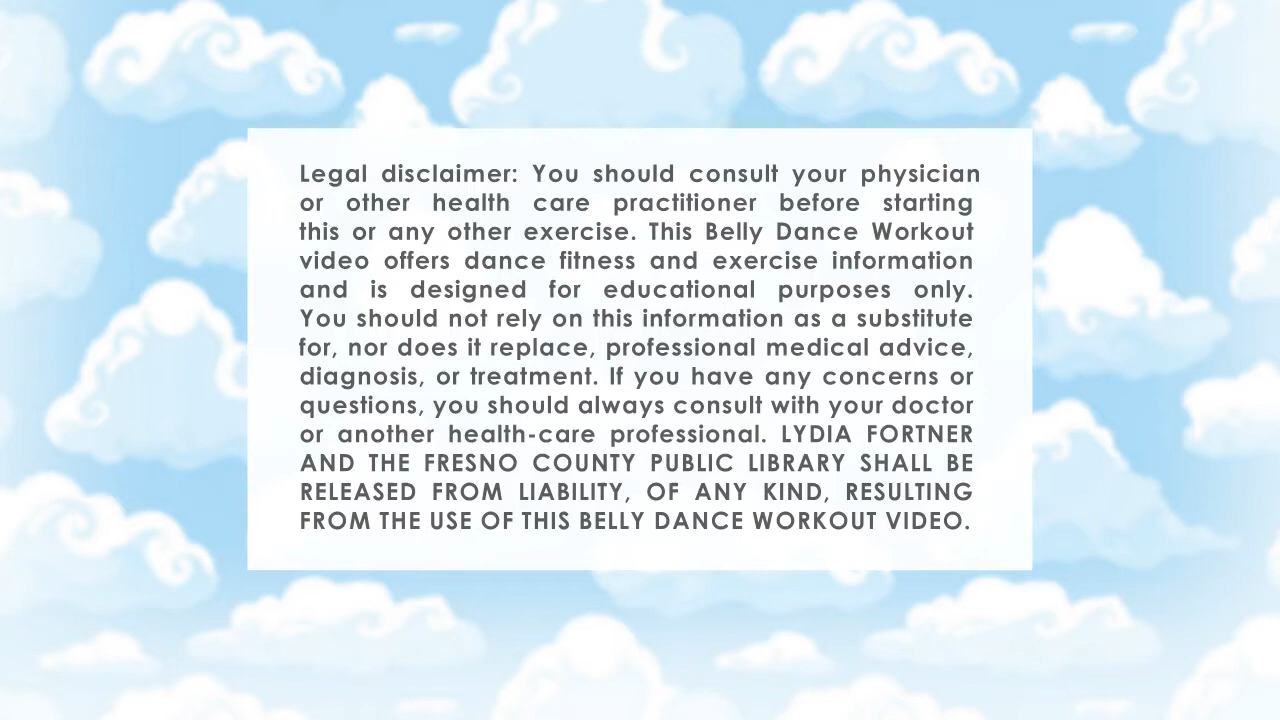 Legal disclaimer: You should consult your physician
or other health care practitioner before starting
this or any other exercise. This Belly Dance Workout
video offers dance fitness and exercise information
and is designed for educational purposes only.
You should not rely on this information as a substitute
for, nor does it replace, professional medical advice,
diagnosis, or treatment. If you have any concerns or
questions, you should always consult with your doctor
or another health-care professional. LYDIA FORTNER
AND THE FRESNO COUNTY PUBLIC LIBRARY SHALL BE
RELEASED FROM LIABILITY, OF ANY KIND, RESULTING
FROM THE USE OF THIS BELLY DANCE WORKOUT VIDEO.